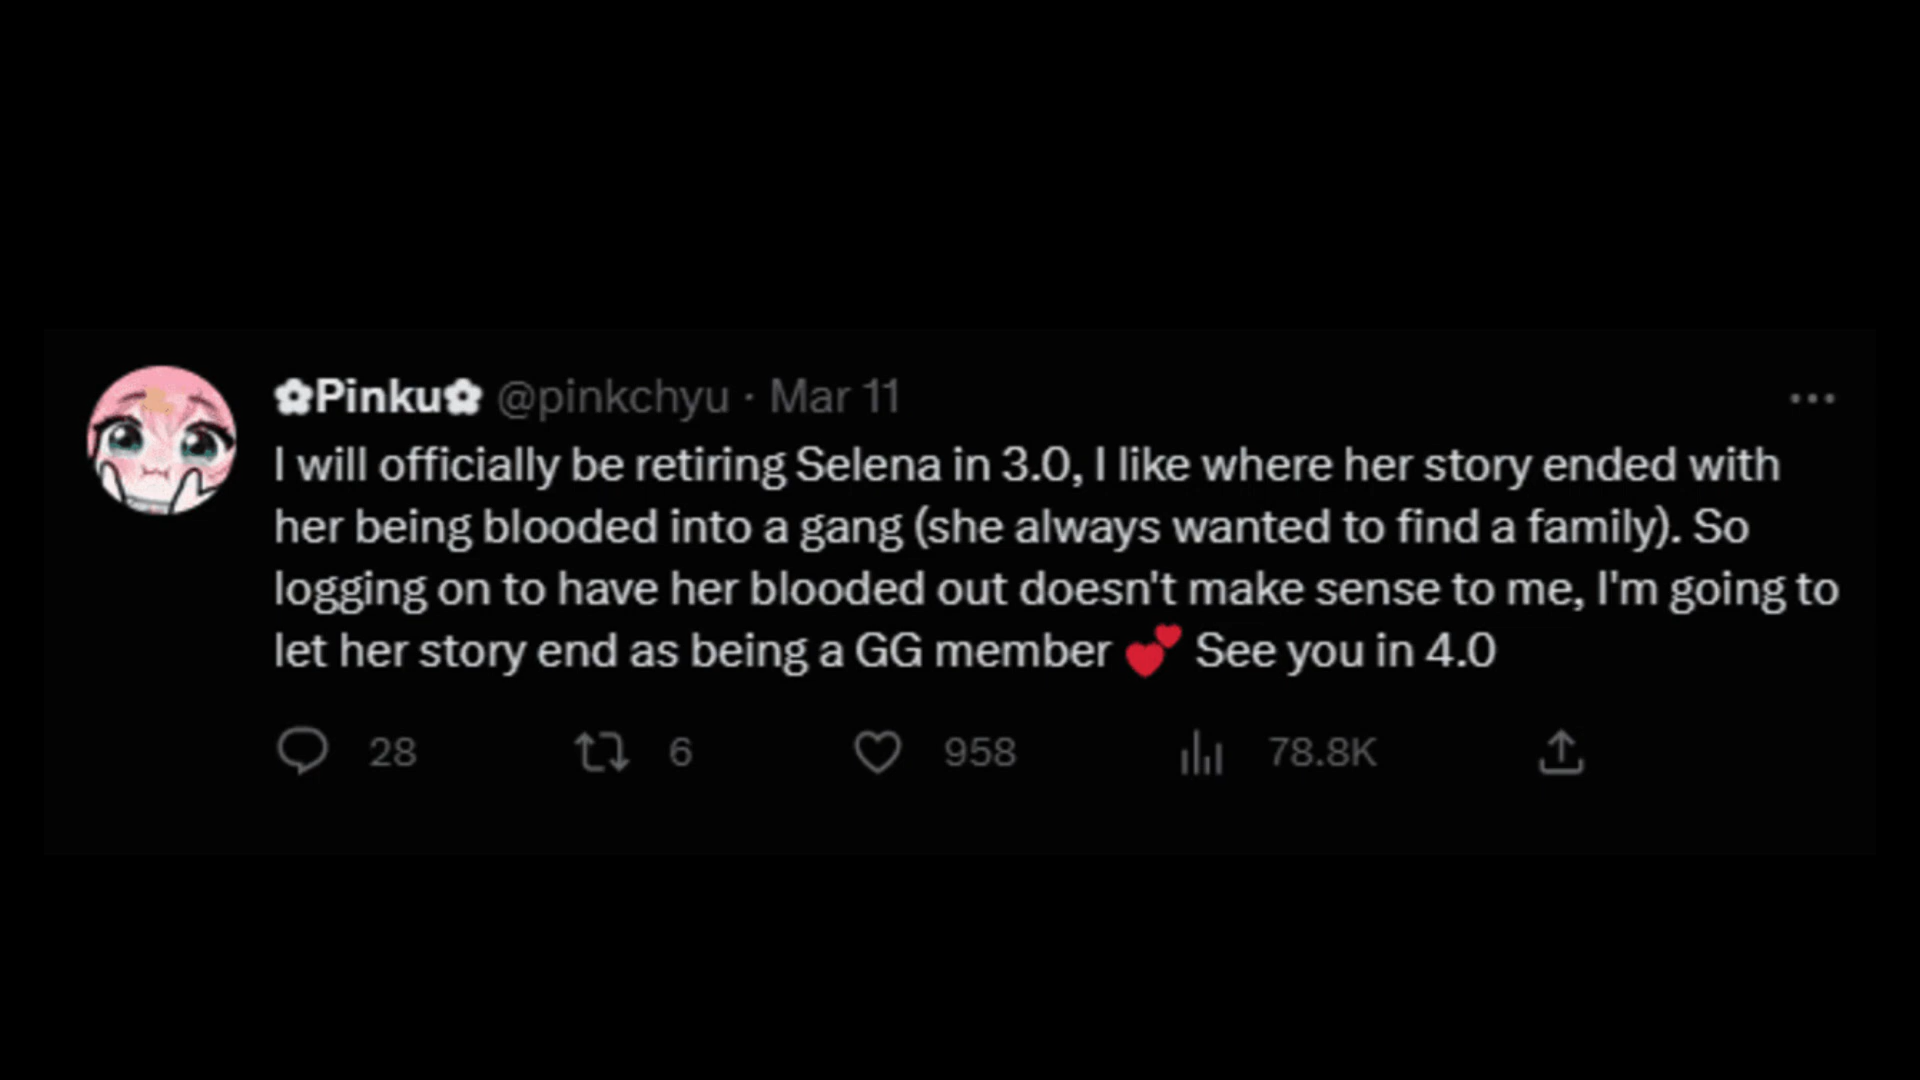 ✿Pinku✿ @pinkchyu · Mar 11
I will officially be retiring Selena in 3.0, I like where her story ended with
her being blooded into a gang (she always wanted to find a family). So
logging on to have her blooded out doesn't make sense to me, I'm going to
let her story end as being a GG member 💕 See you in 4.0
28 6 958 78.8K